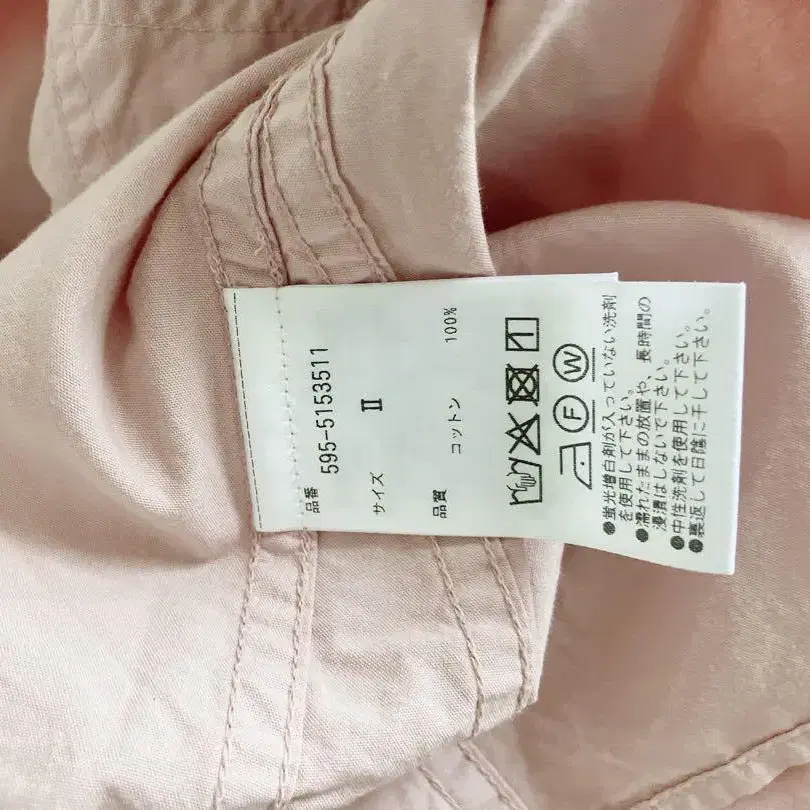 品番 595-5153511
サイズ Ⅱ
品質 コットン 100%
F W
●蛍光増白剤が入っていない洗剤
を使用して下さい。
●濡れたままの放置や、長時間の
浸漬はしないで下さい。
●中性洗剤を使用して下さい。
●裏返して日陰に干して下さい。